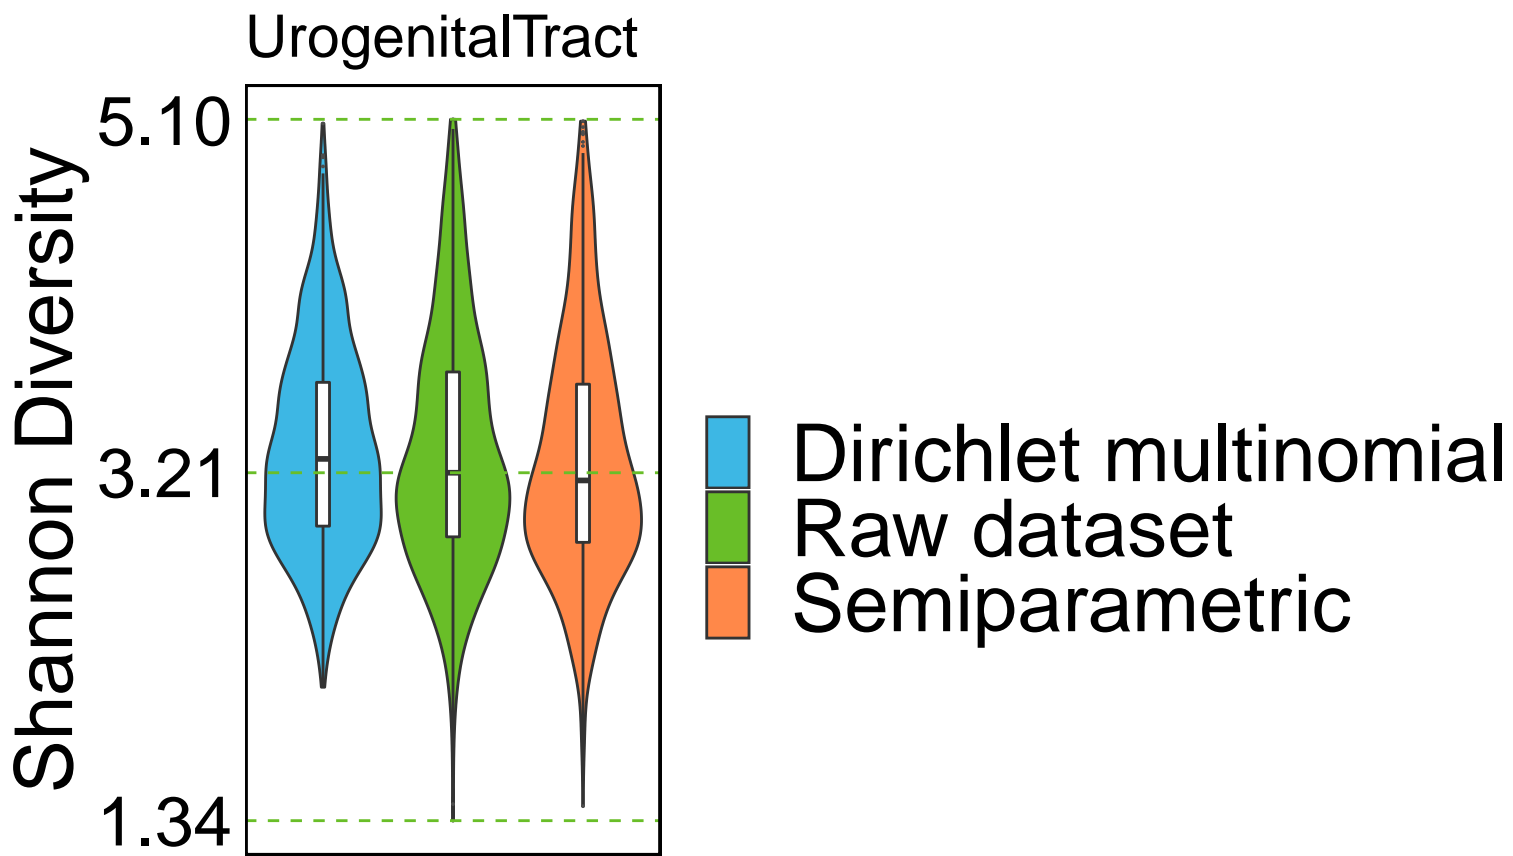 UrogenitalTract
Shannon Diversity
5.10
3.21
1.34
Dirichlet multinomial
Raw dataset
Semiparametric